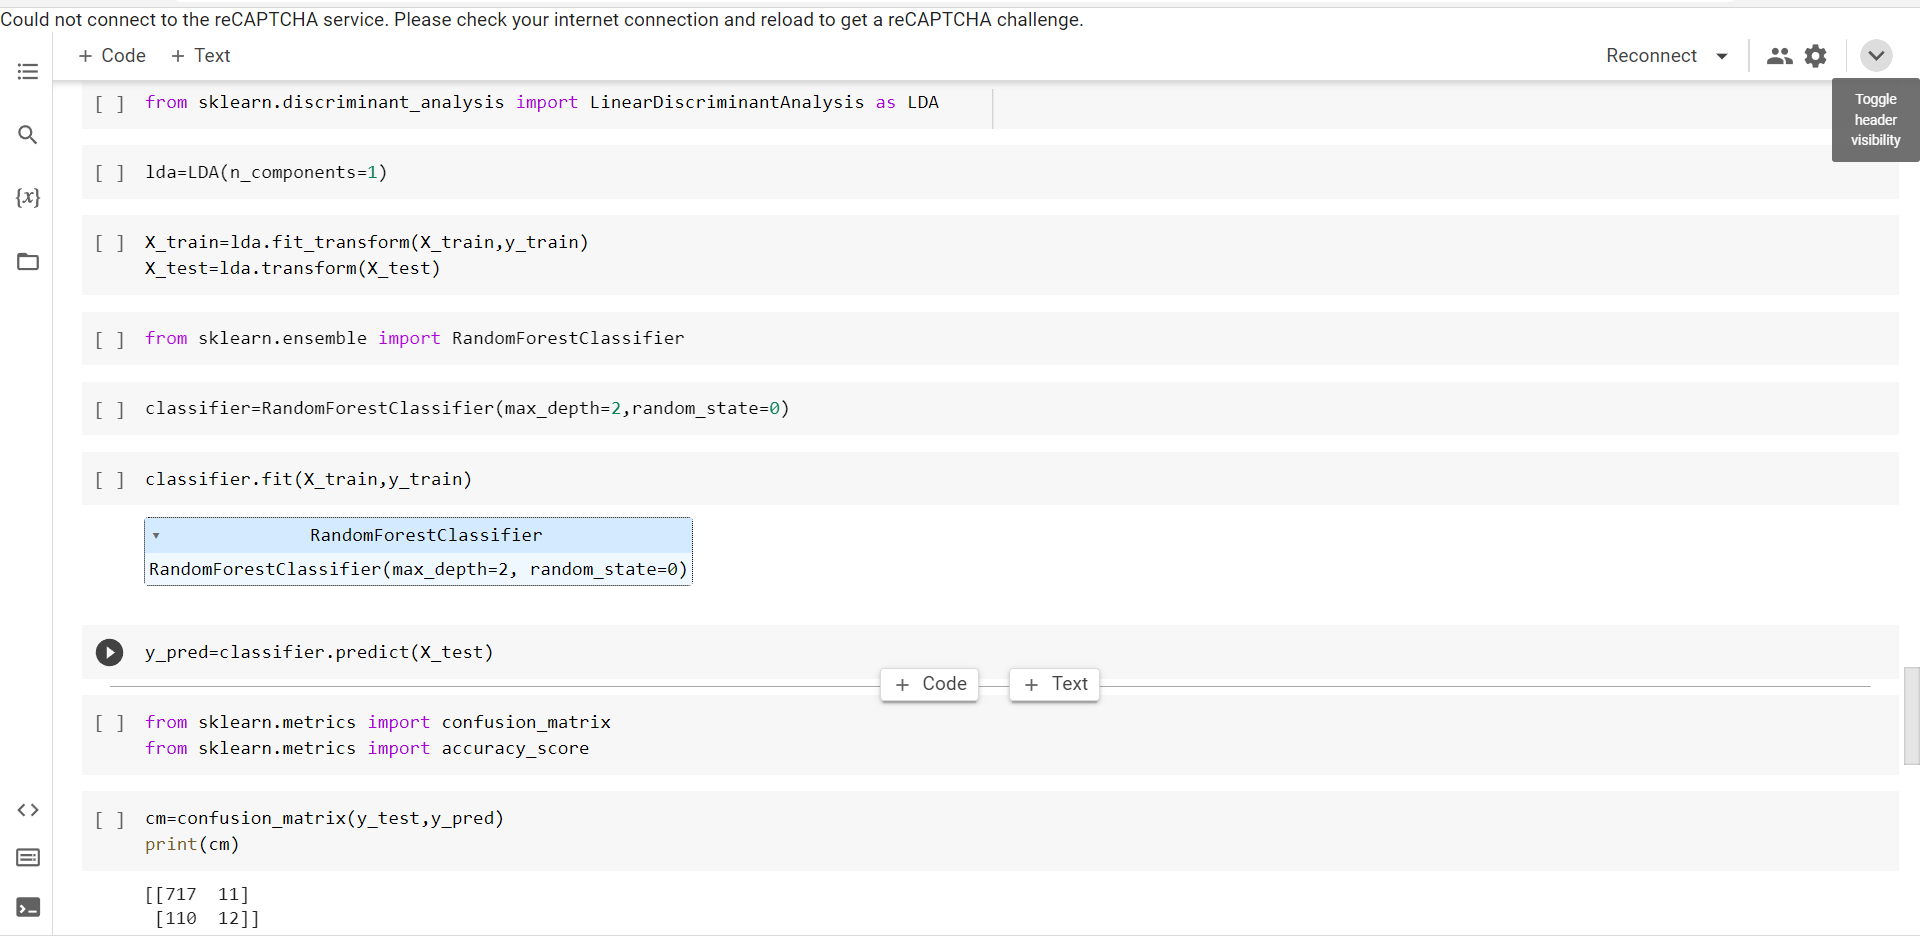 Could not connect to the reCAPTCHA service. Please check your internet connection and reload to get a reCAPTCHA challenge.
+ Code + Text
Reconnect
Toggle
header
visibility
{x}
[ ] from sklearn.discriminant_analysis import LinearDiscriminantAnalysis as LDA
[ ] lda=LDA(n_components=1)
[ ] X_train=lda.fit_transform(X_train,y_train)
X_test=lda.transform(X_test)
[ ] from sklearn.ensemble import RandomForestClassifier
[ ] classifier=RandomForestClassifier(max_depth=2,random_state=0)
[ ] classifier.fit(X_train,y_train)
RandomForestClassifier
RandomForestClassifier(max_depth=2, random_state=0)
y_pred=classifier.predict(X_test)
+ Code + Text
[ ] from sklearn.metrics import confusion_matrix
from sklearn.metrics import accuracy_score
[ ] cm=confusion_matrix(y_test,y_pred)
print(cm)
[[717 11]
[110 12]]